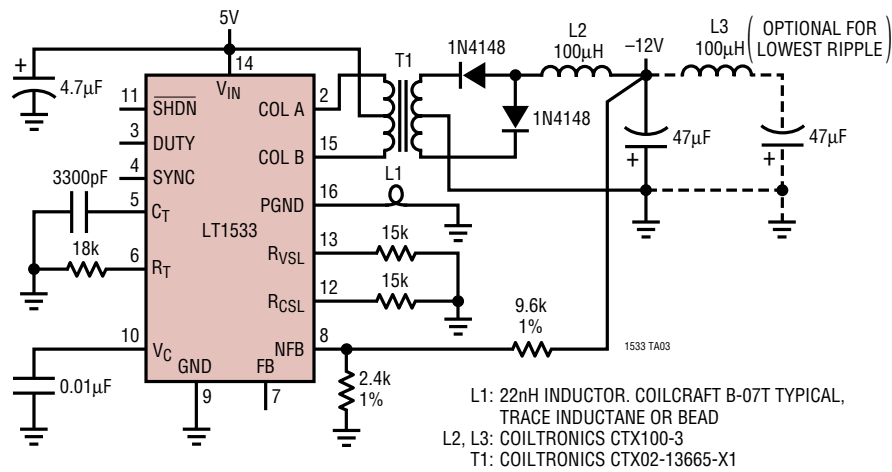 5V
14
VIN
+
4.7µF
11
SHDN
3
DUTY
4
SYNC
3300pF
5
CT
18k
6
RT
10
VC
0.01µF
GND
9
FB
7
LT1533
COL A
2
COL B
15
PGND
16
RVSL
13
15k
RCSL
12
15k
NFB
8
2.4k
1%
9.6k
1%
T1
L1
1N4148
1N4148
L2
100µH
–12V
L3
100µH
(OPTIONAL FOR
LOWEST RIPPLE)
47µF
+
47µF
+
1533 TA03
L1: 22nH INDUCTOR. COILCRAFT B-07T TYPICAL,
TRACE INDUCTANE OR BEAD
L2, L3: COILTRONICS CTX100-3
T1: COILTRONICS CTX02-13665-X1